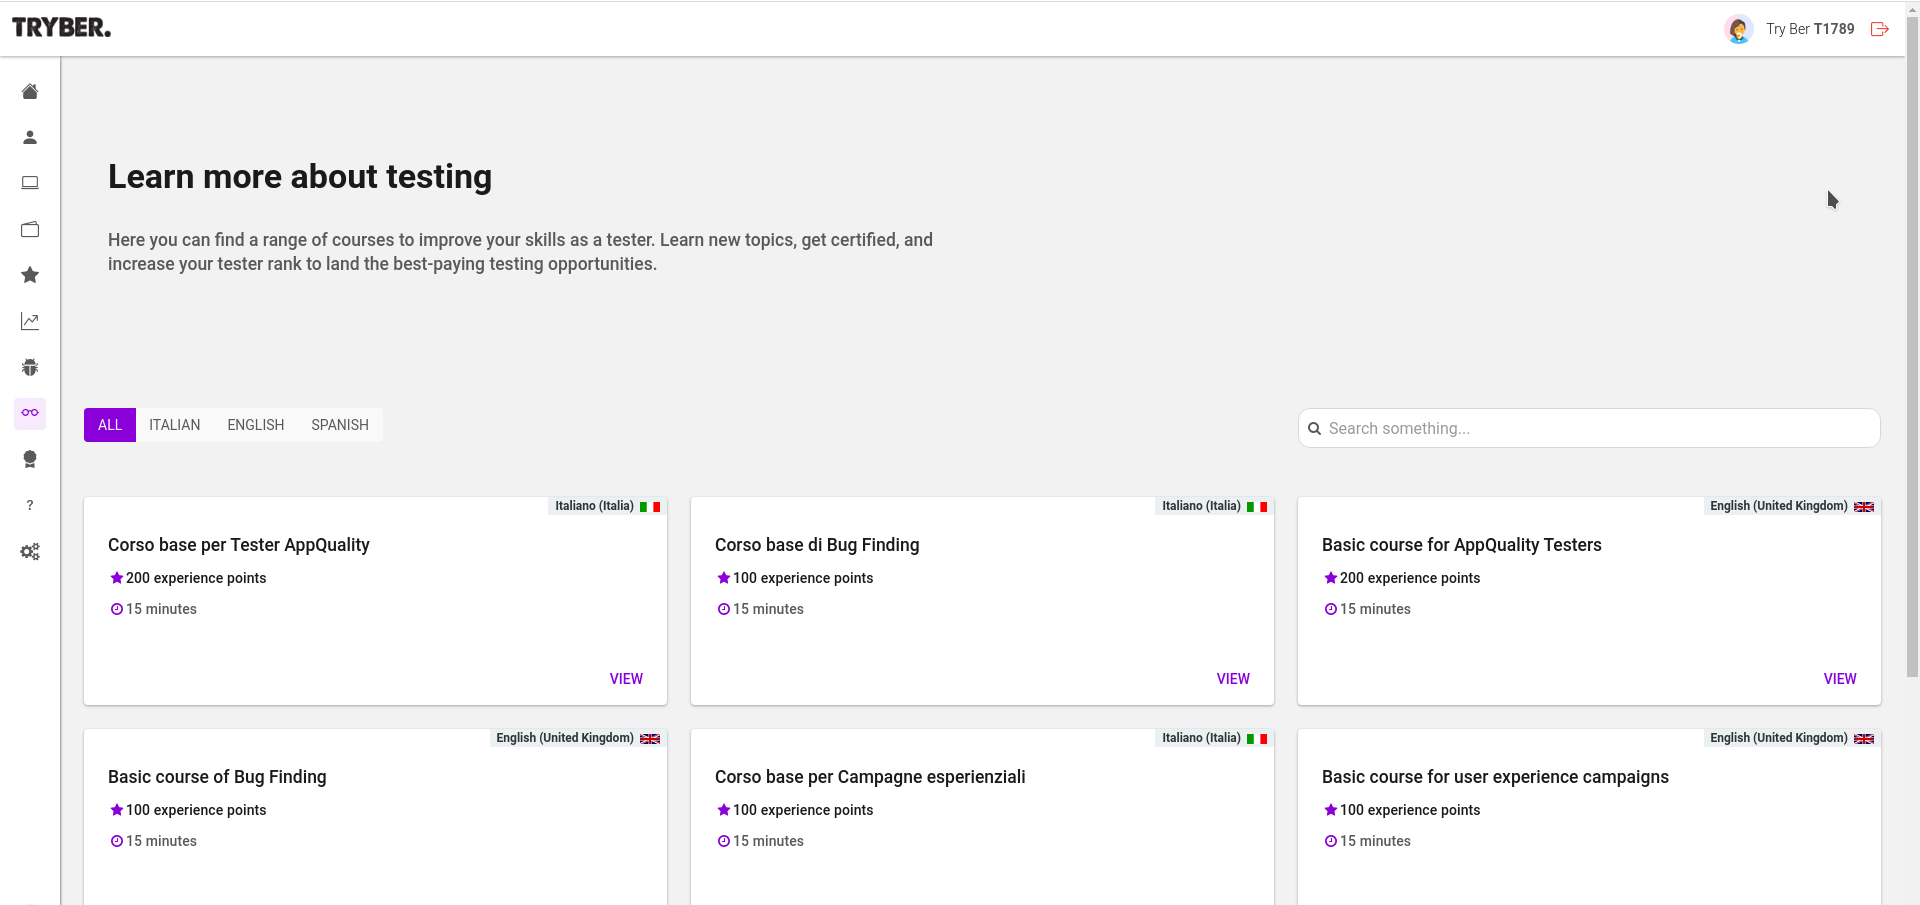 TRYBER.
Try Ber T1789
Learn more about testing
Here you can find a range of courses to improve your skills as a tester. Learn new topics, get certified, and
increase your tester rank to land the best-paying testing opportunities.
ALL
ITALIAN
ENGLISH
SPANISH
Search something...
?
Italiano (Italia)
Corso base per Tester AppQuality
200 experience points
15 minutes
VIEW
Italiano (Italia)
Corso base di Bug Finding
100 experience points
15 minutes
VIEW
English (United Kingdom)
Basic course for AppQuality Testers
200 experience points
15 minutes
VIEW
English (United Kingdom)
Basic course of Bug Finding
100 experience points
15 minutes
Italiano (Italia)
Corso base per Campagne esperienziali
100 experience points
15 minutes
English (United Kingdom)
Basic course for user experience campaigns
100 experience points
15 minutes